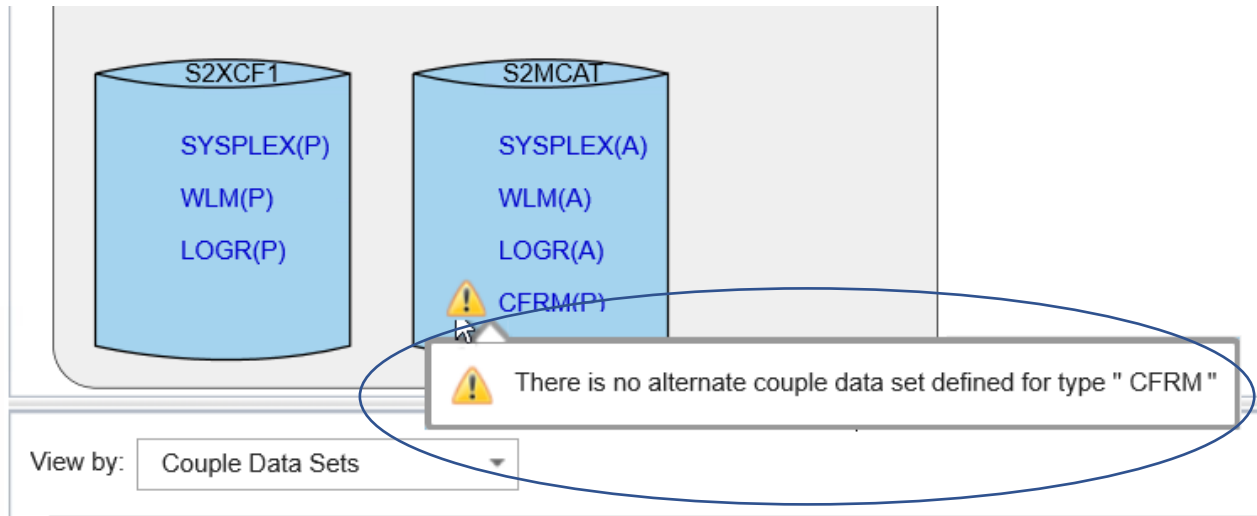 S2XCF1
SYSPLEX(P)
WLM(P)
LOGR(P)
S2MCAT
SYSPLEX(A)
WLM(A)
LOGR(A)
CFRM(P)
There is no alternate couple data set defined for type " CFRM "
View by:
Couple Data Sets